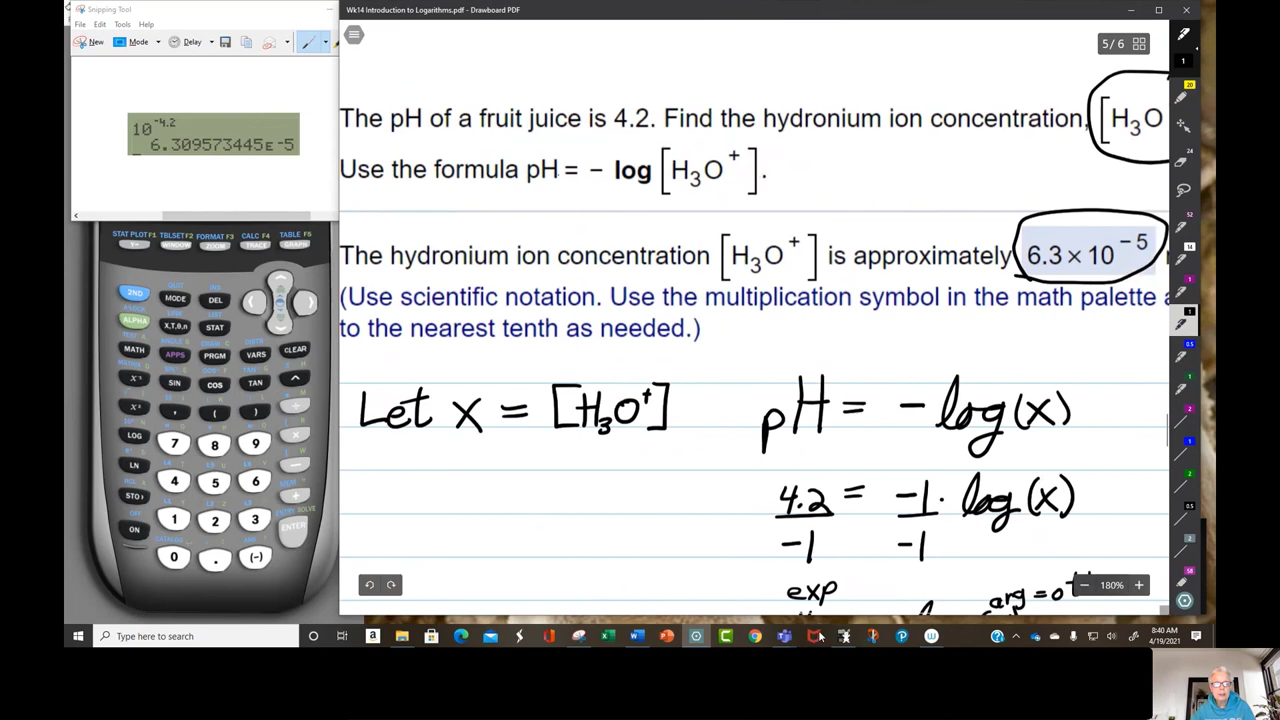 Snipping Tool
File Edit Tools Help
New Mode Delay
10^-4.2
6.309573445E-5
Wk14 Introduction to Logarithms.pdf - Drawboard PDF
5/6
The pH of a fruit juice is 4.2. Find the hydronium ion concentration, [H3O
Use the formula pH = − log [H3O+].
The hydronium ion concentration [H3O+] is approximately 6.3 × 10^−5
(Use scientific notation. Use the multiplication symbol in the math palette a
to the nearest tenth as needed.)
Let x = [H3O+]
pH = − log(x)
4.2 = −1 · log(x)
−1 −1
exp
arg = o
180%
STAT PLOT F1 TBLSET F2 FORMAT F3 CALC F4 TABLE F5
Y= WINDOW ZOOM TRACE GRAPH
2ND MODE DEL
ALPHA X,T,θ,n STAT
MATH APPS PRGM VARS CLEAR
SIN COS TAN ^
, ( )
LOG 7 8 9
LN 4 5 6
STO 1 2 3
ON 0 . (-) ENTER
Type here to search
8:40 AM
4/19/2021